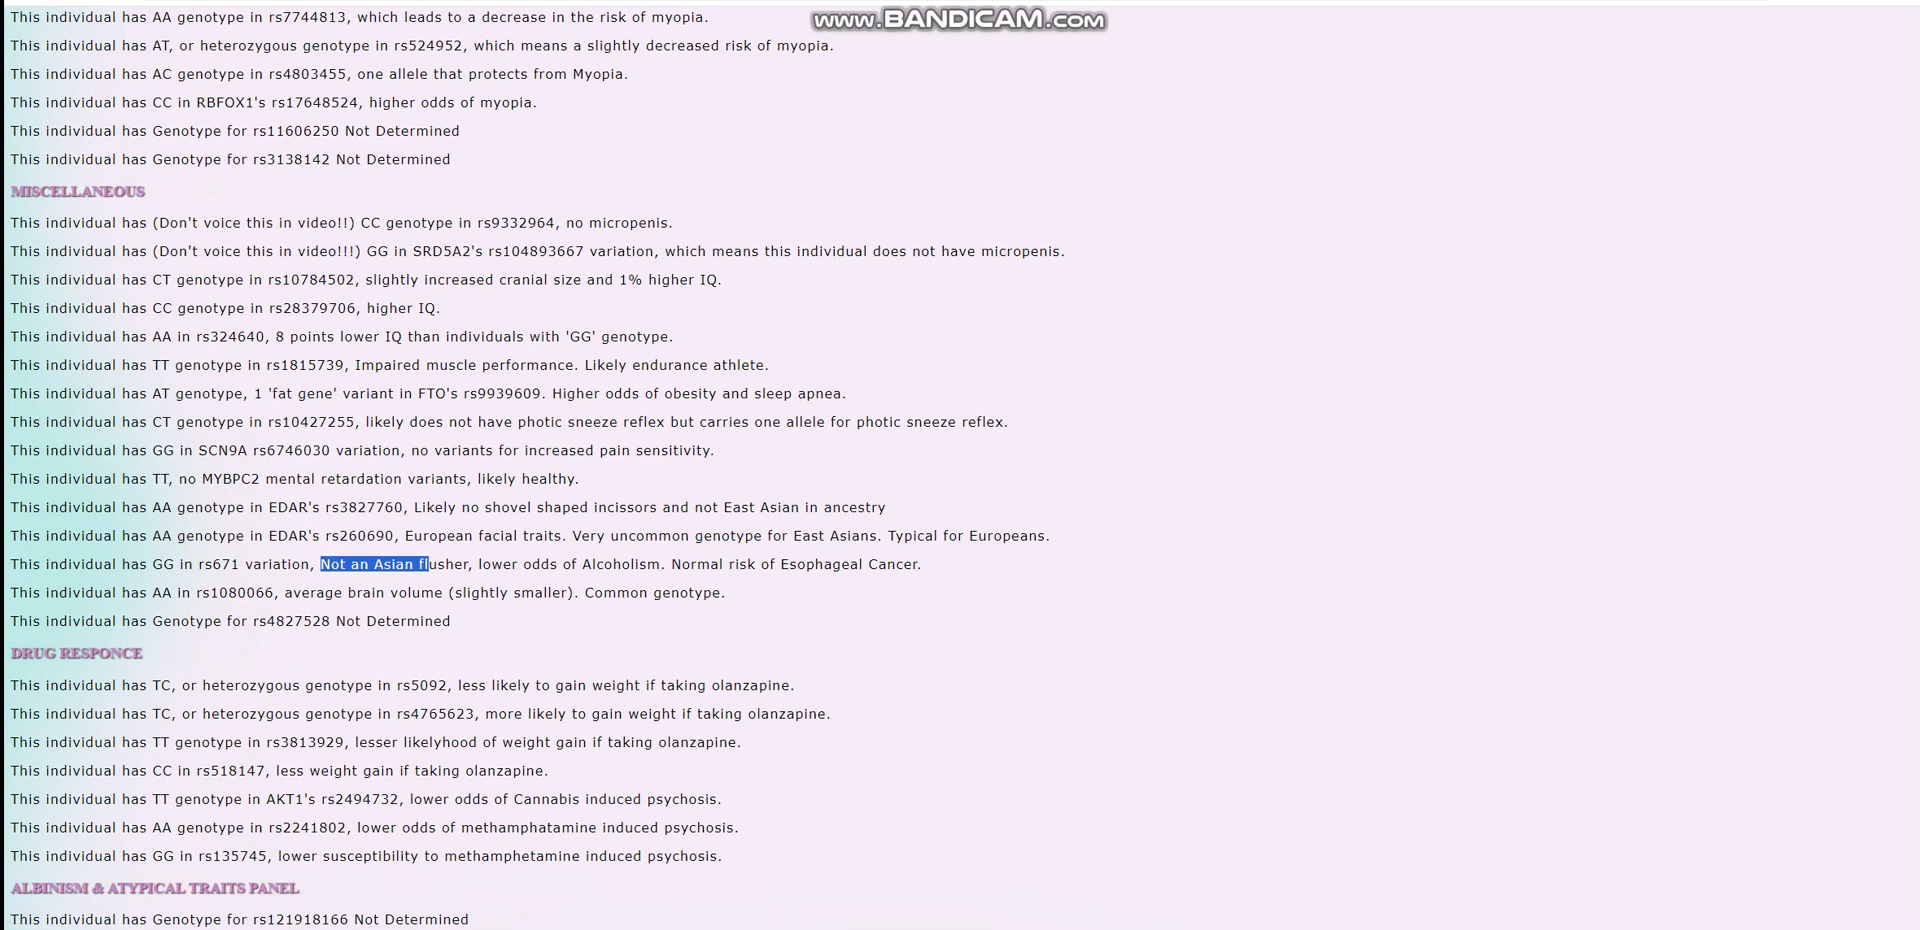 www.BANDICAM.com
This individual has AA genotype in rs7744813, which leads to a decrease in the risk of myopia.
This individual has AT, or heterozygous genotype in rs524952, which means a slightly decreased risk of myopia.
This individual has AC genotype in rs4803455, one allele that protects from Myopia.
This individual has CC in RBFOX1's rs17648524, higher odds of myopia.
This individual has Genotype for rs11606250 Not Determined
This individual has Genotype for rs3138142 Not Determined
MISCELLANEOUS
This individual has (Don't voice this in video!!) CC genotype in rs9332964, no micropenis.
This individual has (Don't voice this in video!!!) GG in SRD5A2's rs104893667 variation, which means this individual does not have micropenis.
This individual has CT genotype in rs10784502, slightly increased cranial size and 1% higher IQ.
This individual has CC genotype in rs28379706, higher IQ.
This individual has AA in rs324640, 8 points lower IQ than individuals with 'GG' genotype.
This individual has TT genotype in rs1815739, Impaired muscle performance. Likely endurance athlete.
This individual has AT genotype, 1 'fat gene' variant in FTO's rs9939609. Higher odds of obesity and sleep apnea.
This individual has CT genotype in rs10427255, likely does not have photic sneeze reflex but carries one allele for photic sneeze reflex.
This individual has GG in SCN9A rs6746030 variation, no variants for increased pain sensitivity.
This individual has TT, no MYBPC2 mental retardation variants, likely healthy.
This individual has AA genotype in EDAR's rs3827760, Likely no shovel shaped incissors and not East Asian in ancestry
This individual has AA genotype in EDAR's rs260690, European facial traits. Very uncommon genotype for East Asians. Typical for Europeans.
This individual has GG in rs671 variation, Not an Asian flusher, lower odds of Alcoholism. Normal risk of Esophageal Cancer.
This individual has AA in rs1080066, average brain volume (slightly smaller). Common genotype.
This individual has Genotype for rs4827528 Not Determined
DRUG RESPONCE
This individual has TC, or heterozygous genotype in rs5092, less likely to gain weight if taking olanzapine.
This individual has TC, or heterozygous genotype in rs4765623, more likely to gain weight if taking olanzapine.
This individual has TT genotype in rs3813929, lesser likelyhood of weight gain if taking olanzapine.
This individual has CC in rs518147, less weight gain if taking olanzapine.
This individual has TT genotype in AKT1's rs2494732, lower odds of Cannabis induced psychosis.
This individual has AA genotype in rs2241802, lower odds of methamphatamine induced psychosis.
This individual has GG in rs135745, lower susceptibility to methamphetamine induced psychosis.
ALBINISM & ATYPICAL TRAITS PANEL
This individual has Genotype for rs121918166 Not Determined